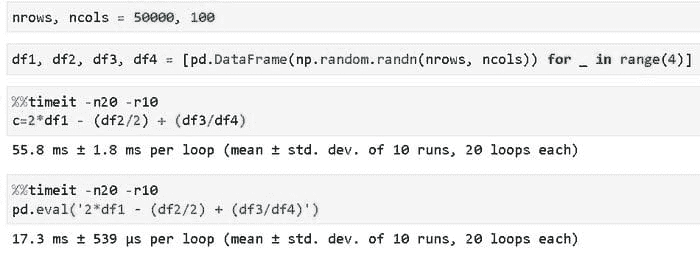 nrows, ncols = 50000, 100
df1, df2, df3, df4 = [pd.DataFrame(np.random.randn(nrows, ncols)) for _ in range(4)]
%%timeit -n20 -r10
c=2*df1 - (df2/2) + (df3/df4)
55.8 ms ± 1.8 ms per loop (mean ± std. dev. of 10 runs, 20 loops each)
%%timeit -n20 -r10
pd.eval('2*df1 - (df2/2) + (df3/df4)')
17.3 ms ± 539 µs per loop (mean ± std. dev. of 10 runs, 20 loops each)